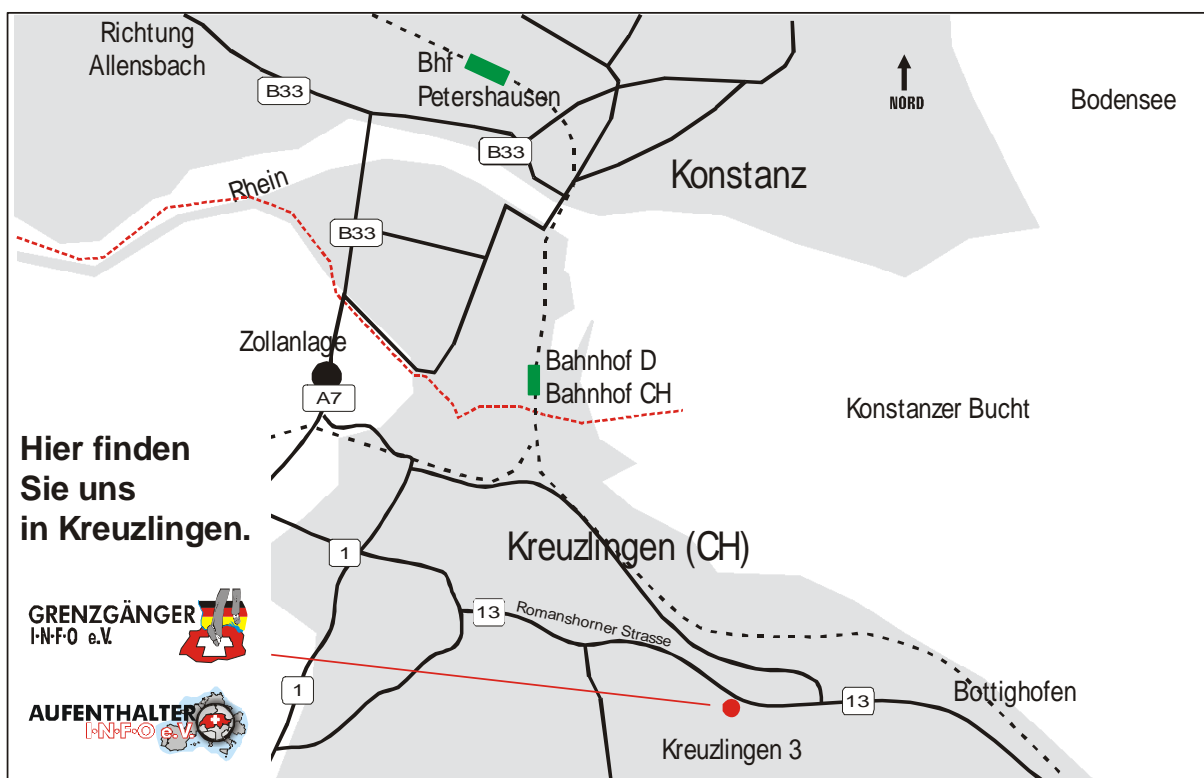 Richtung
Allensbach
Bhf
Petershausen
B33
NORD
Bodensee
B33
Konstanz
Rhein
B33
Zollanlage
Bahnhof D
Bahnhof CH
A7
Konstanzer Bucht
Hier finden
Sie uns
in Kreuzlingen.
1
Kreuzlingen (CH)
GRENZGÄNGER
I·N·F·O e.V.
13
Romanshorner Strasse
1
13
Bottighofen
AUFENTHALTER
I·N·F·O e.V.
Kreuzlingen 3